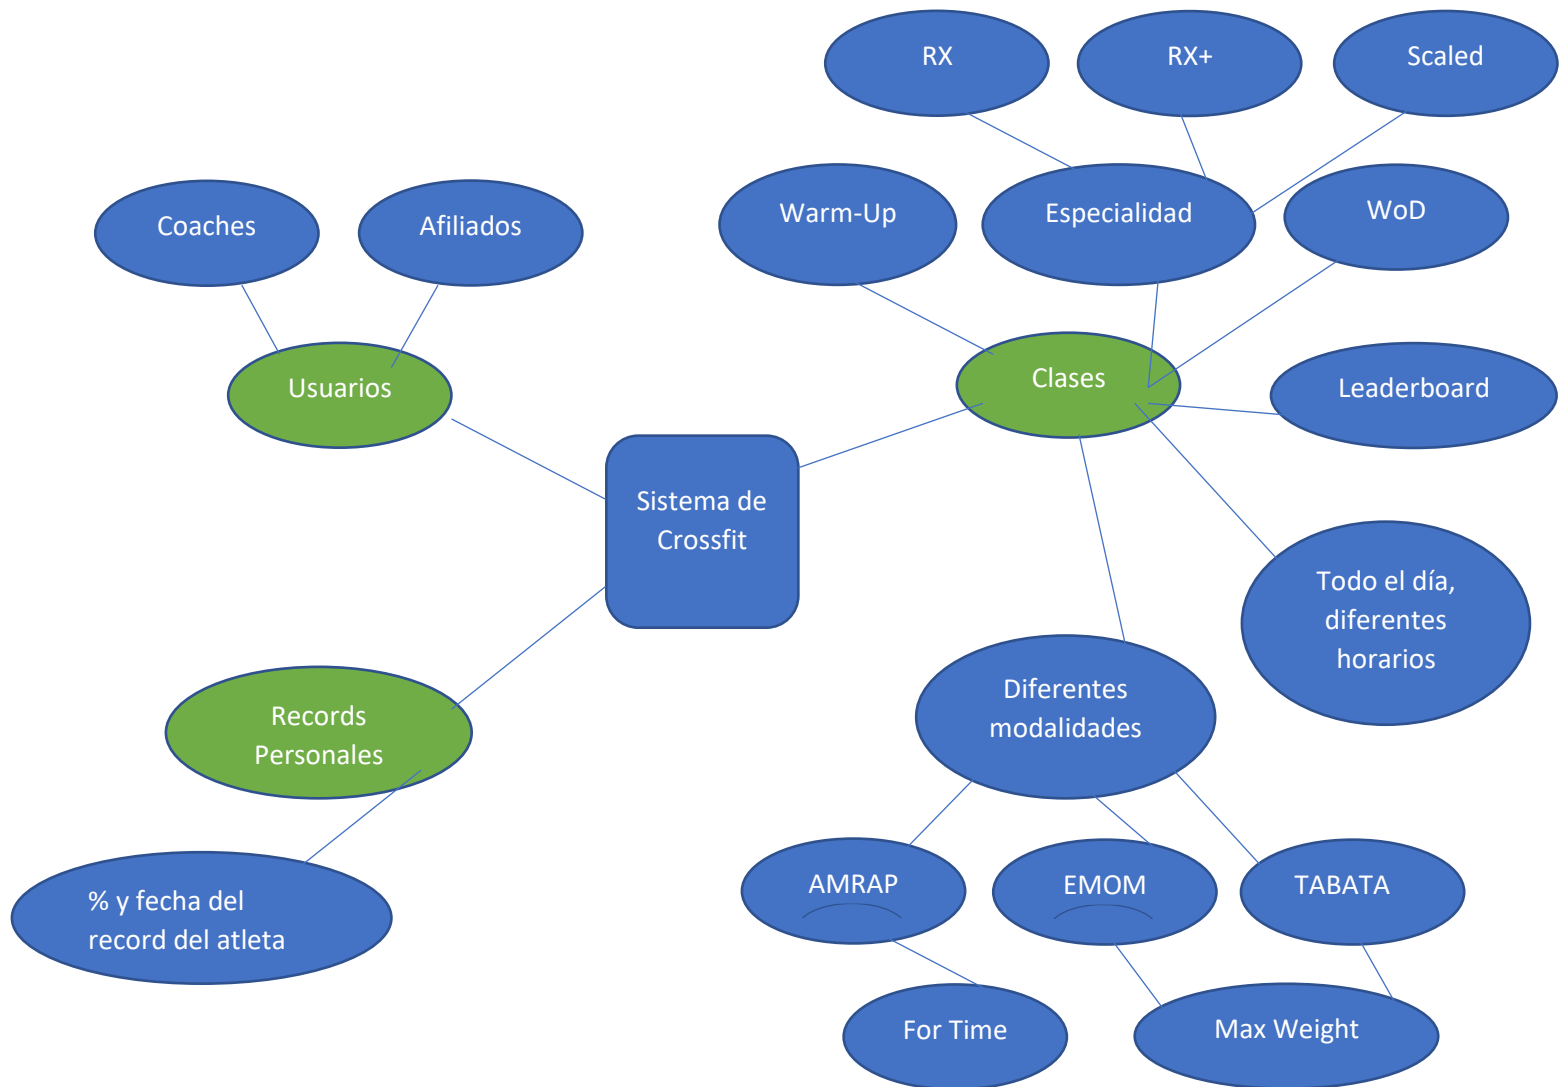 RX
RX+
Scaled
Coaches
Afiliados
Warm-Up
Especialidad
WoD
Usuarios
Clases
Leaderboard
Sistema de
Crossfit
Todo el día,
diferentes
horarios
Records
Personales
Diferentes
modalidades
% y fecha del
record del atleta
AMRAP
EMOM
TABATA
For Time
Max Weight